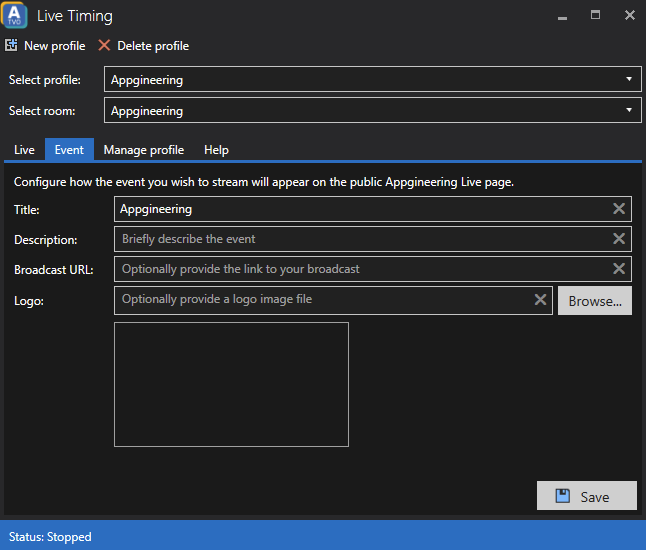 A
TVO
Live Timing
New profile Delete profile
Select profile: Appgineering
Select room: Appgineering
Live Event Manage profile Help
Configure how the event you wish to stream will appear on the public Appgineering Live page.
Title: Appgineering
Description: Briefly describe the event
Broadcast URL: Optionally provide the link to your broadcast
Logo: Optionally provide a logo image file Browse...
Save
Status: Stopped